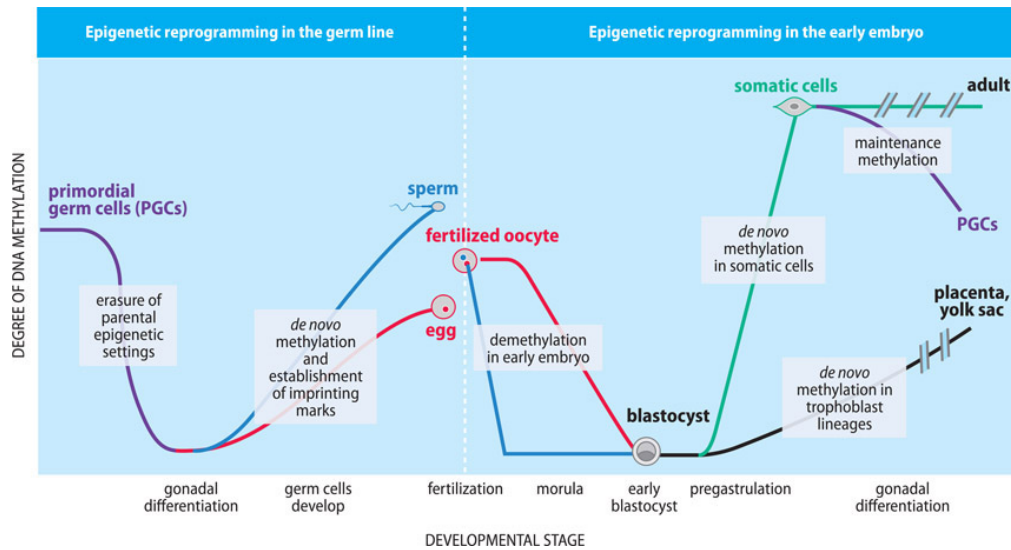 Epigenetic reprogramming in the germ line
Epigenetic reprogramming in the early embryo
DEGREE OF DNA METHYLATION
primordial
germ cells (PGCs)
erasure of
parental
epigenetic
settings
de novo
methylation
and
establishment
of imprinting
marks
sperm
fertilized oocyte
egg
demethylation
in early embryo
blastocyst
somatic cells
de novo
methylation
in somatic cells
adult
maintenance
methylation
PGCs
placenta,
yolk sac
de novo
methylation in
trophoblast
lineages
gonadal
differentiation
germ cells
develop
fertilization
morula
early
blastocyst
pregastrulation
gonadal
differentiation
DEVELOPMENTAL STAGE